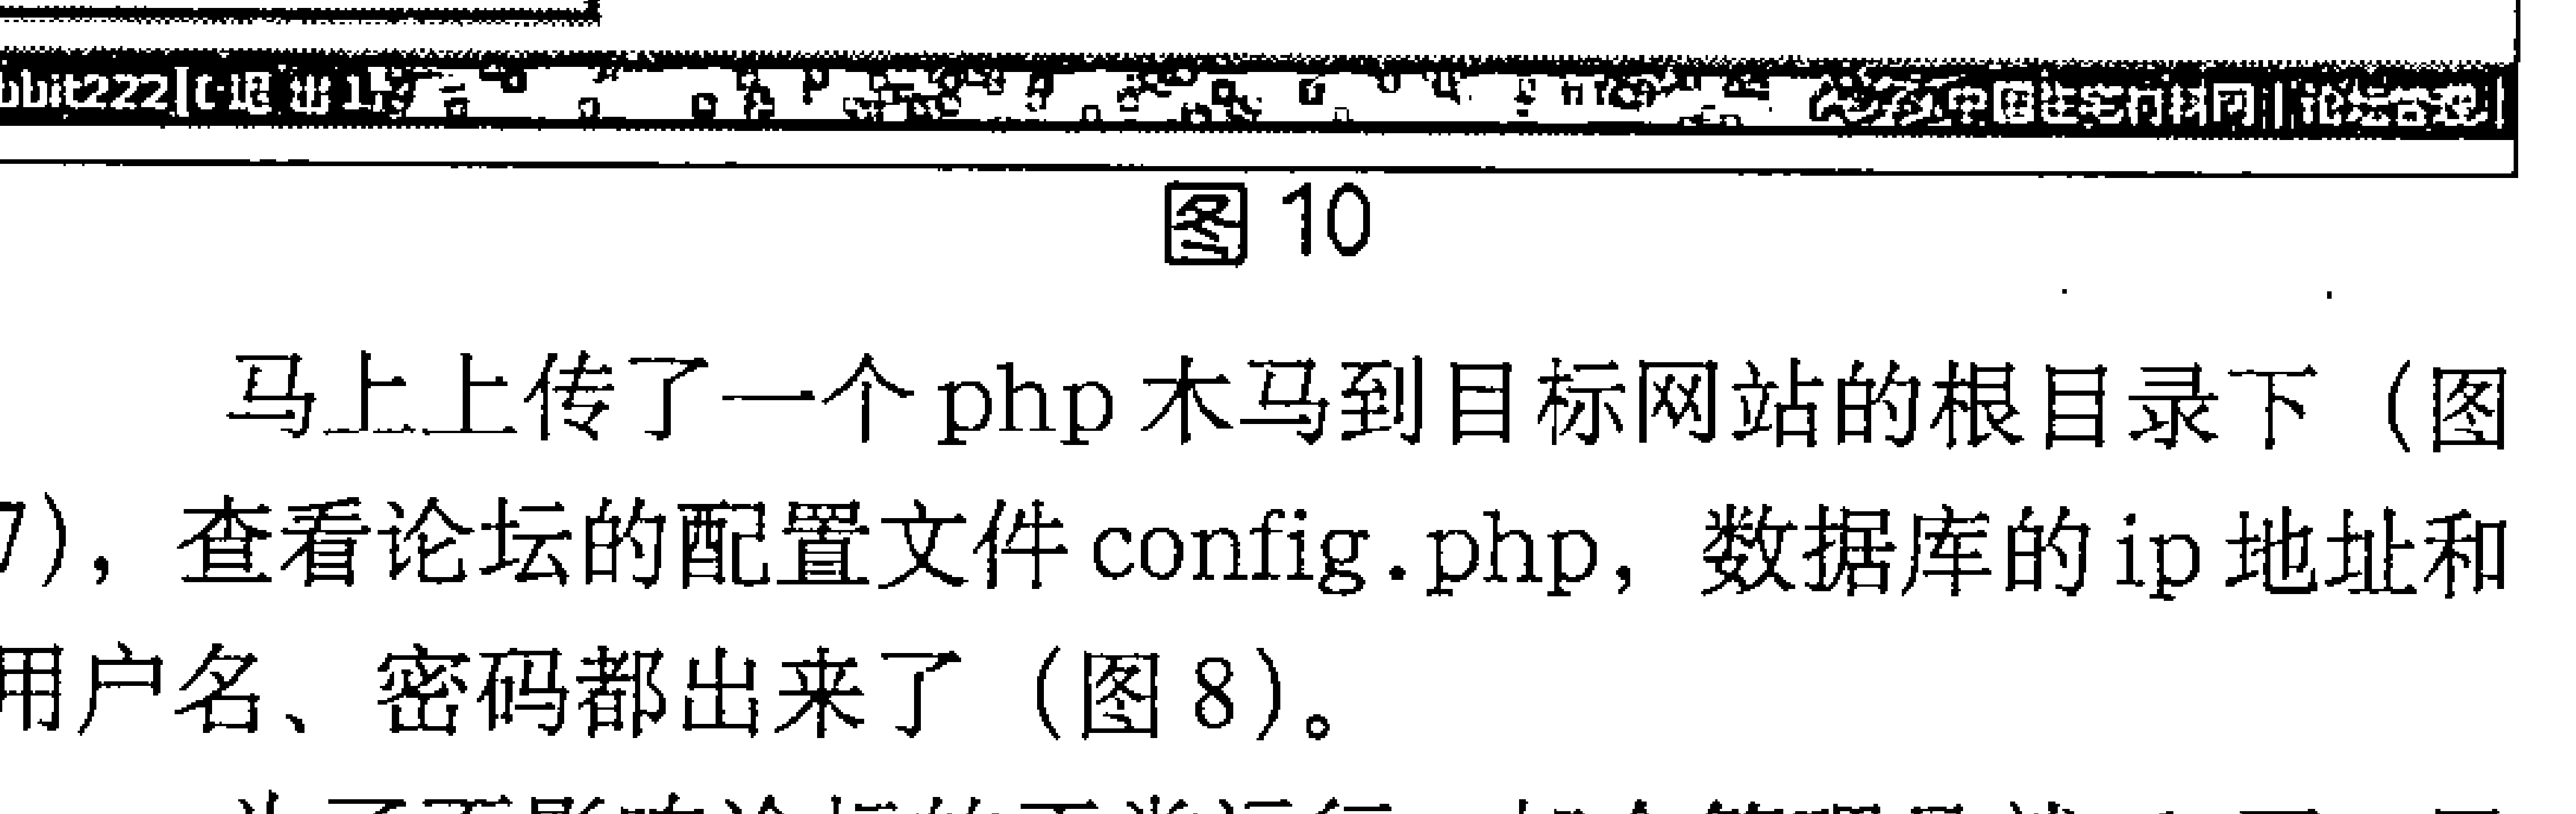 bbit222
图 10
马上上传了一个 php 木马到目标网站的根目录下（图
7），查看论坛的配置文件 config.php，数据库的 ip 地址和
用户名、密码都出来了（图 8）。